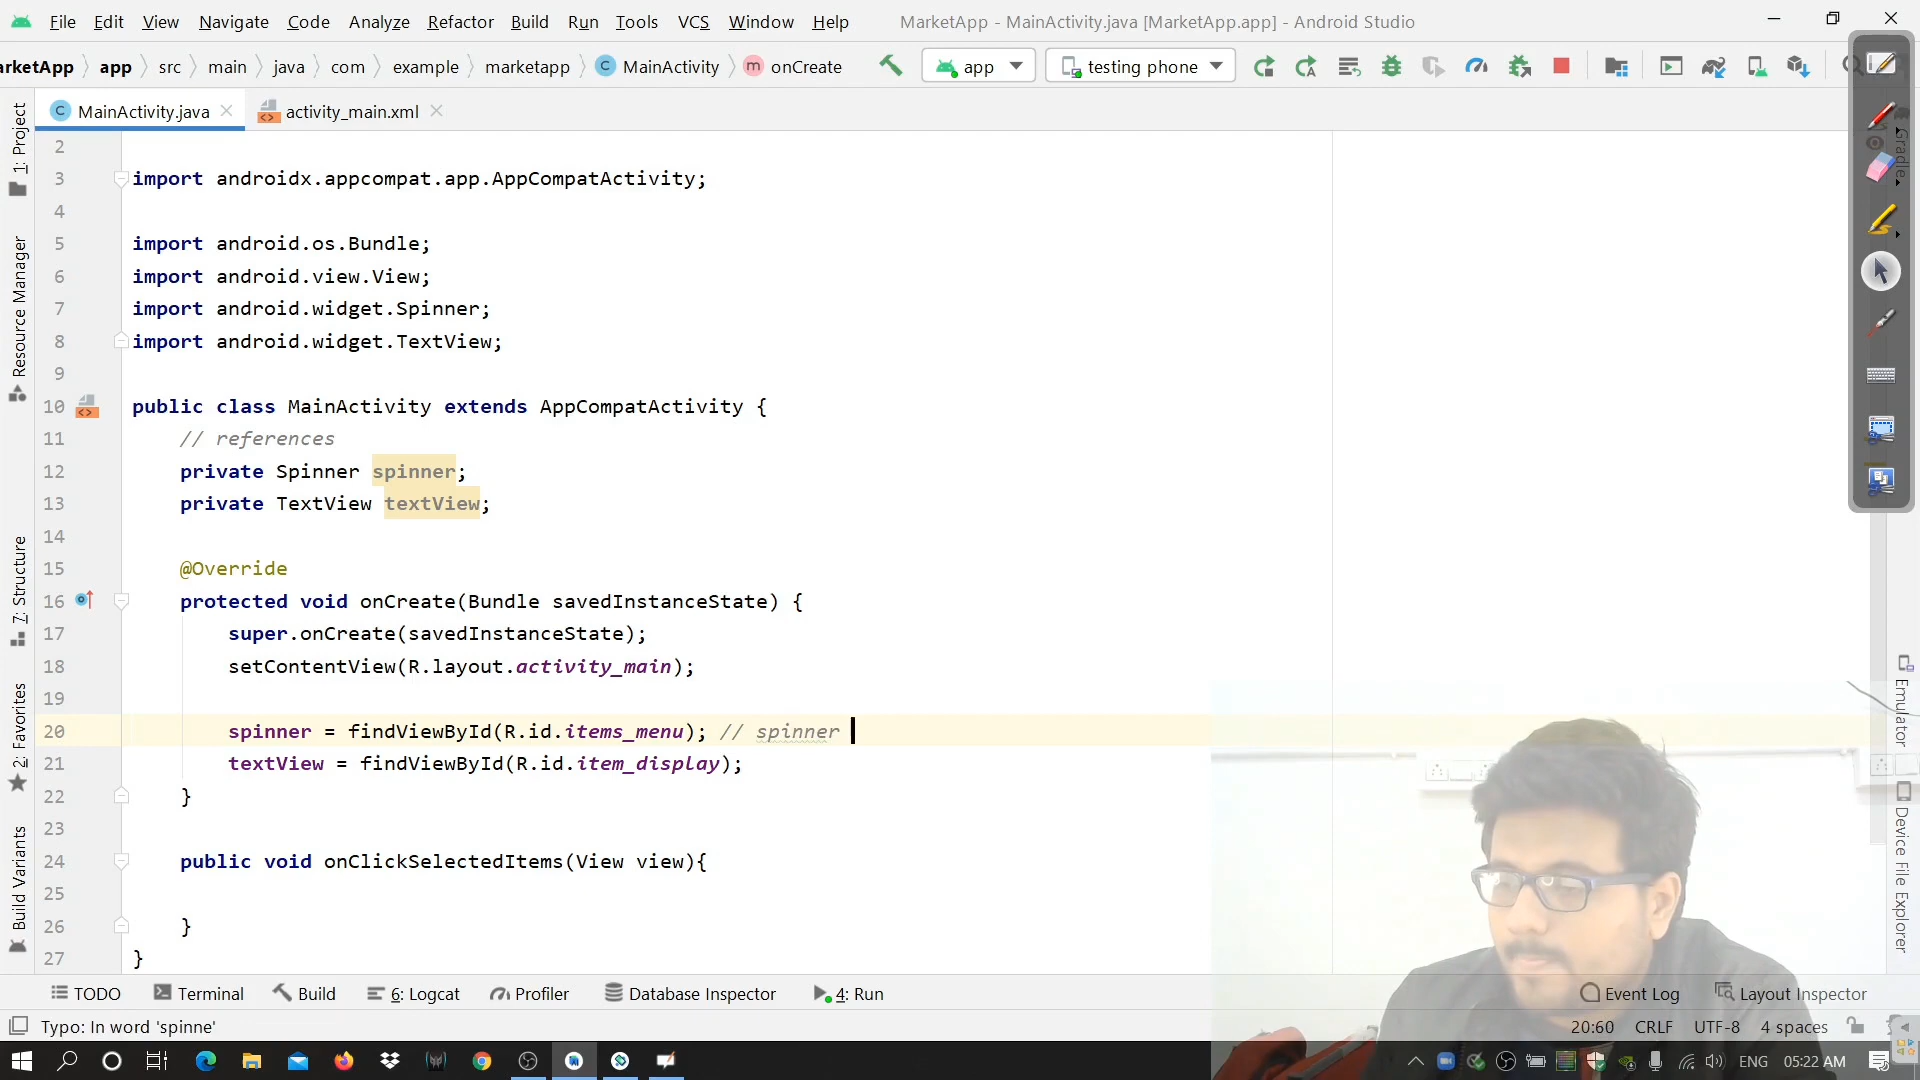 File Edit View Navigate Code Analyze Refactor Build Run Tools VCS Window Help MarketApp - MainActivity.java [MarketApp.app] - Android Studio
arketApp app src main java com example marketapp MainActivity onCreate app testing phone
MainActivity.java activity_main.xml
1: Project
Resource Manager
7: Structure
2: Favorites
Build Variants
2
3 import androidx.appcompat.app.AppCompatActivity;
4
5 import android.os.Bundle;
6 import android.view.View;
7 import android.widget.Spinner;
8 import android.widget.TextView;
9
10 public class MainActivity extends AppCompatActivity {
11 // references
12 private Spinner spinner;
13 private TextView textView;
14
15 @Override
16 protected void onCreate(Bundle savedInstanceState) {
17 super.onCreate(savedInstanceState);
18 setContentView(R.layout.activity_main);
19
20 spinner = findViewById(R.id.items_menu); // spinner
21 textView = findViewById(R.id.item_display);
22 }
23
24 public void onClickSelectedItems(View view){
25
26 }
27 }
Gradle
Emulator
Device File Explorer
TODO Terminal Build 6: Logcat Profiler Database Inspector 4: Run Event Log Layout Inspector
Typo: In word 'spinne' 20:60 CRLF UTF-8 4 spaces
ENG 05:22 AM